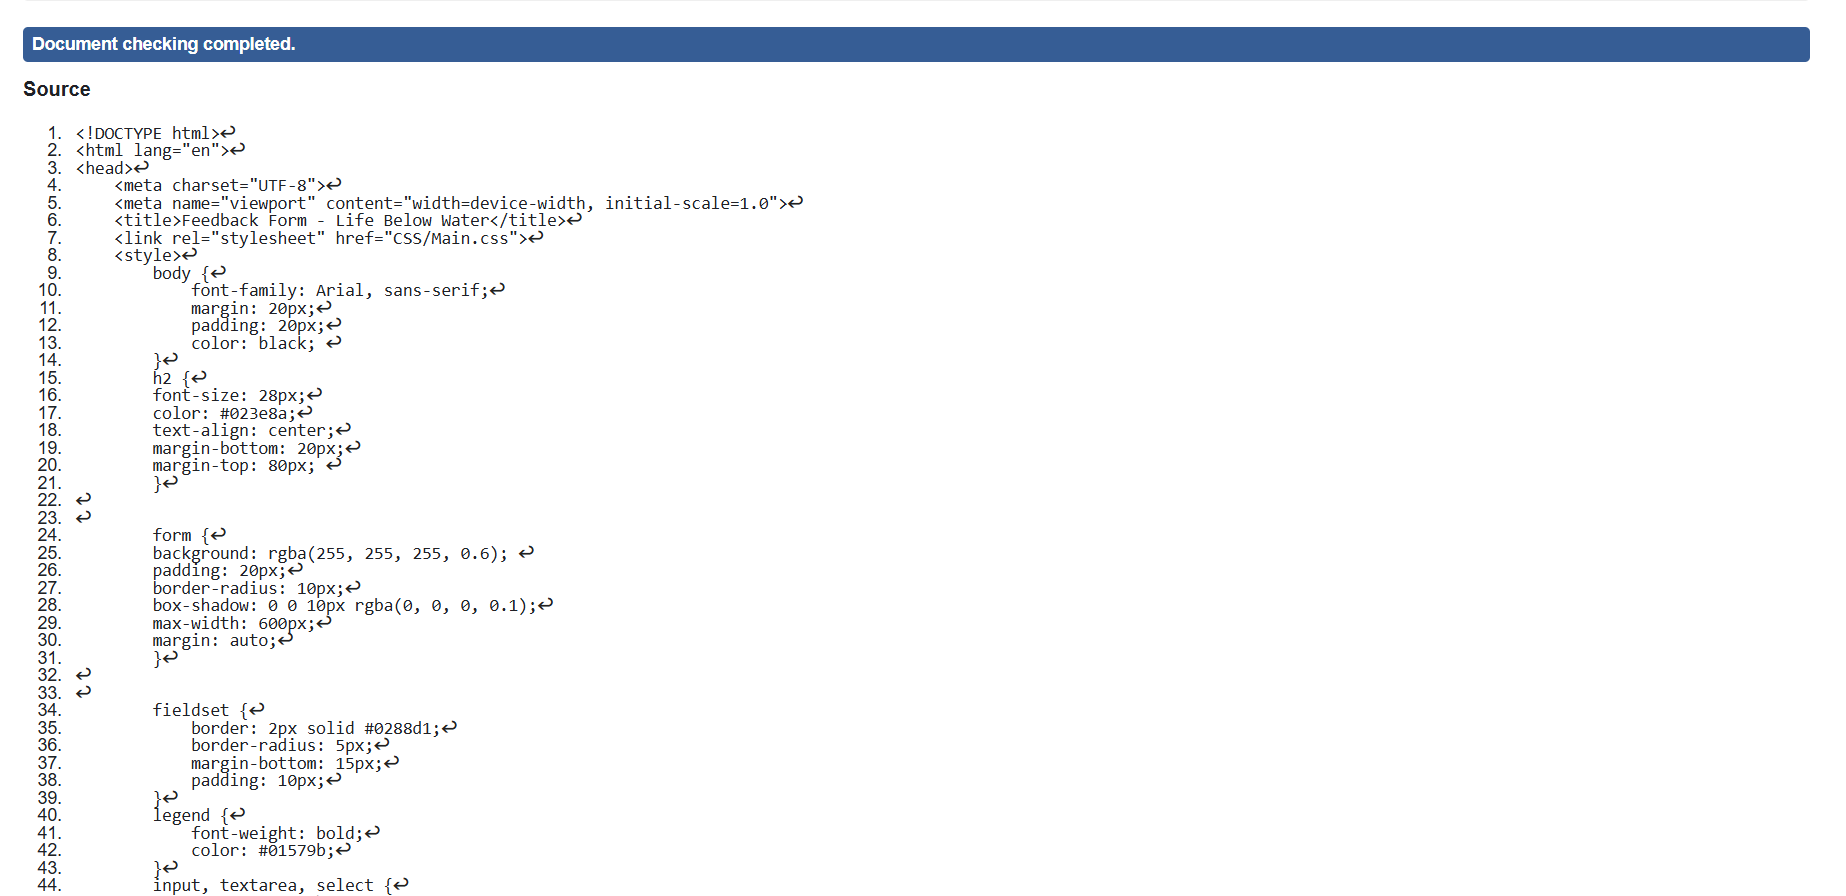 Document checking completed.
Source
1. <!DOCTYPE html>↩
2. <html lang="en">↩
3. <head>↩
4.     <meta charset="UTF-8">↩
5.     <meta name="viewport" content="width=device-width, initial-scale=1.0">↩
6.     <title>Feedback Form - Life Below Water</title>↩
7.     <link rel="stylesheet" href="CSS/Main.css">↩
8.     <style>↩
9.         body {↩
10.             font-family: Arial, sans-serif;↩
11.             margin: 20px;↩
12.             padding: 20px;↩
13.             color: black; ↩
14.         }↩
15.         h2 {↩
16.         font-size: 28px;↩
17.         color: #023e8a;↩
18.         text-align: center;↩
19.         margin-bottom: 20px;↩
20.         margin-top: 80px; ↩
21.         }↩
22. ↩
23. ↩
24.         form {↩
25.         background: rgba(255, 255, 255, 0.6); ↩
26.         padding: 20px;↩
27.         border-radius: 10px;↩
28.         box-shadow: 0 0 10px rgba(0, 0, 0, 0.1);↩
29.         max-width: 600px;↩
30.         margin: auto;↩
31.         }↩
32. ↩
33. ↩
34.         fieldset {↩
35.             border: 2px solid #0288d1;↩
36.             border-radius: 5px;↩
37.             margin-bottom: 15px;↩
38.             padding: 10px;↩
39.         }↩
40.         legend {↩
41.             font-weight: bold;↩
42.             color: #01579b;↩
43.         }↩
44.         input, textarea, select {↩